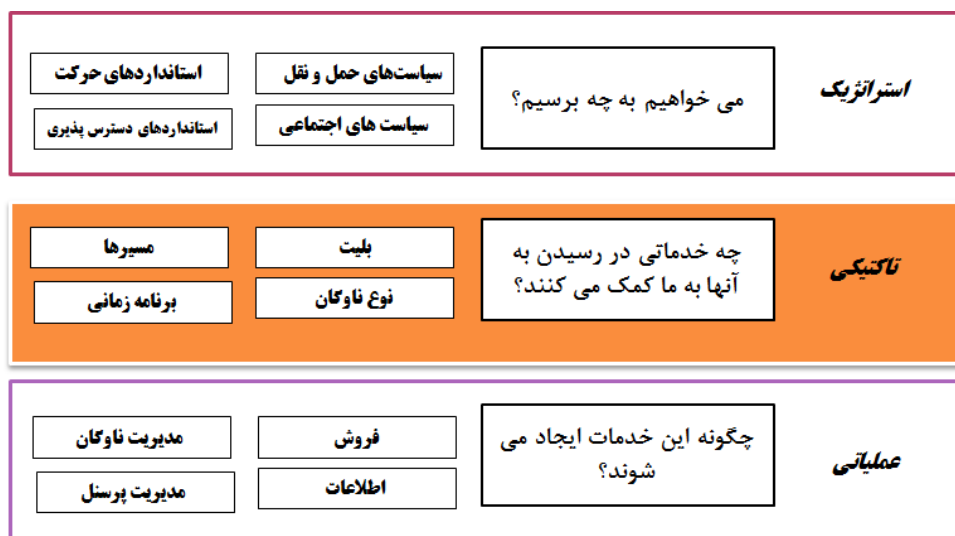 استراتژیک
می خواهیم به چه برسیم؟
سیاست‌های حمل و نقل
استانداردهای حرکت
سیاست های اجتماعی
استانداردهای دسترس پذیری
تاکتیکی
چه خدماتی در رسیدن به
آنها به ما کمک می کنند؟
بلیت
مسیرها
نوع ناوگان
برنامه زمانی
عملیاتی
چگونه این خدمات ایجاد می
شوند؟
فروش
مدیریت ناوگان
اطلاعات
مدیریت پرسنل